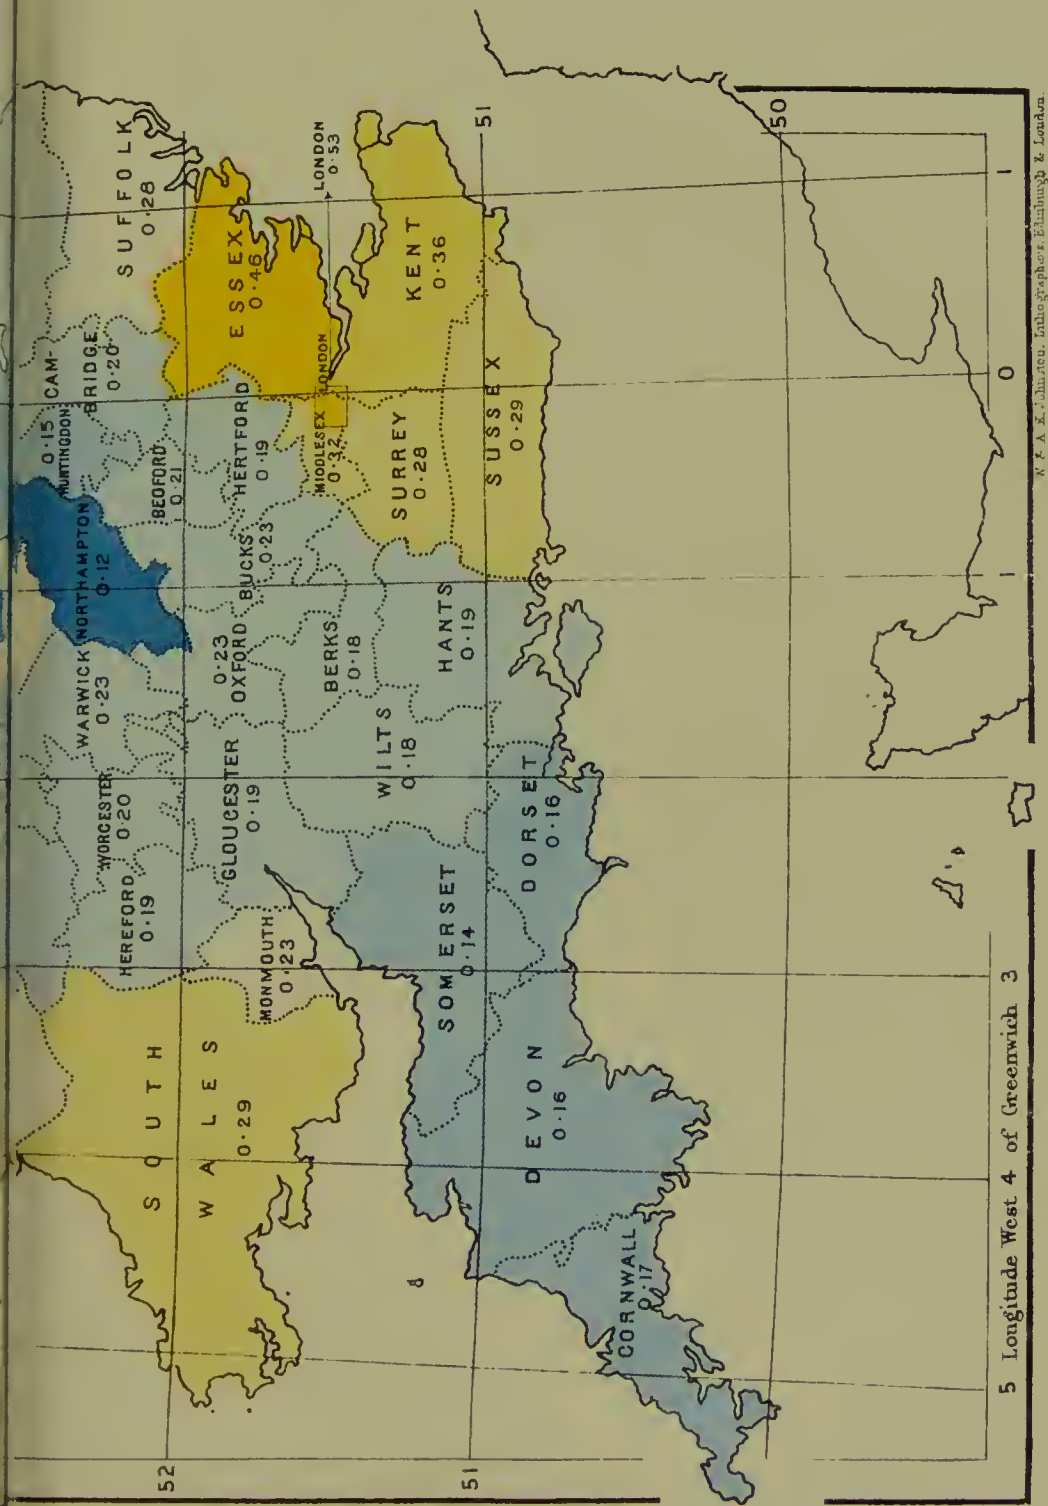 SUFFOLK
0·28
CAM-
BRIDGE
0·20
0·15
HUNTINGDON
NORTHAMPTON
0·12
WARWICK
0·23
WORCESTER
0·20
HEREFORD
0·19
BEDFORD
0·21
ESSEX
0·46
HERTFORD
0·19
BUCKS
0·23
0·23
OXFORD
GLOUCESTER
0·19
MONMOUTH
0·23
SOUTH
WALES
0·29
LONDON
0·53
LONDON
MIDDLESEX
0·32
BERKS
0·18
KENT
0·36
SURREY
0·28
HANTS
0·19
WILTS
0·18
SOMERSET
0·14
SUSSEX
0·29
DORSET
0·16
DEVON
0·16
CORNWALL
0·17
52
51
51
50
5 Longitude West 4 of Greenwich 3
1
0
1
W. & A. K. Johnston, Lithographers, Edinburgh & London.